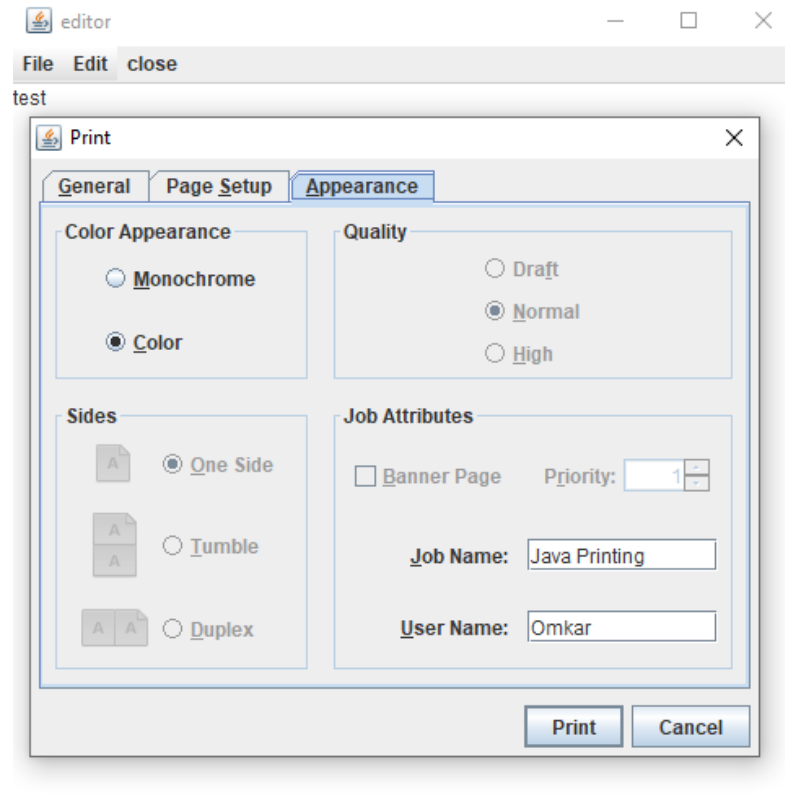 editor
File Edit close
test
Print
General Page Setup Appearance
Color Appearance
Monochrome
Color
Quality
Draft
Normal
High
Sides
A One Side
A
A Tumble
A A Duplex
Job Attributes
Banner Page Priority: 1
Job Name: Java Printing
User Name: Omkar
Print Cancel